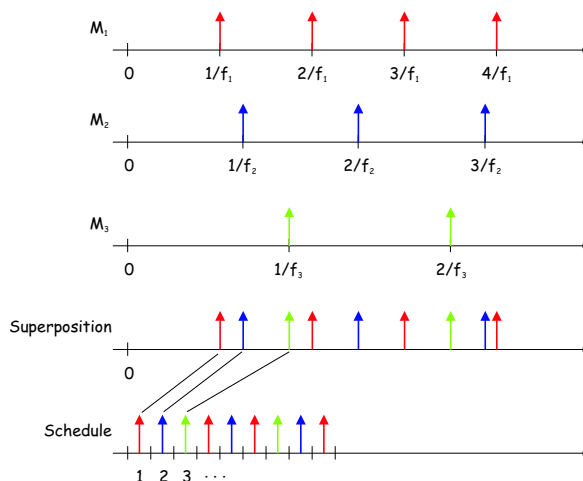 M₁
0 1/f₁ 2/f₁ 3/f₁ 4/f₁
M₂
1/f₂ 2/f₂ 3/f₂
M₃
0 1/f₃ 2/f₃
Superposition
0
Schedule
1 2 3 ···